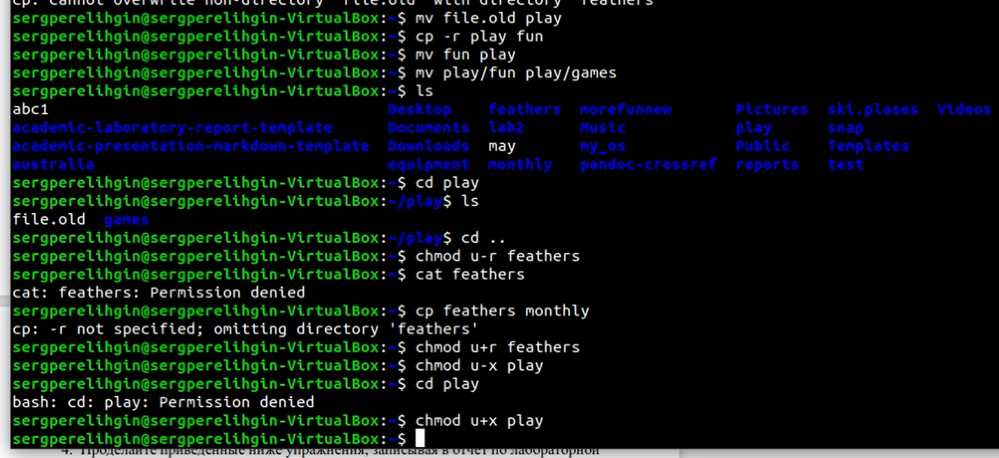 cp: cannot overwrite non-directory 'file.old' with directory 'feathers'
sergperelihgin@sergperelihgin-VirtualBox:~$ mv file.old play
sergperelihgin@sergperelihgin-VirtualBox:~$ cp -r play fun
sergperelihgin@sergperelihgin-VirtualBox:~$ mv fun play
sergperelihgin@sergperelihgin-VirtualBox:~$ mv play/fun play/games
sergperelihgin@sergperelihgin-VirtualBox:~$ ls
abc1 Desktop feathers morefunnew Pictures ski.plases Videos
academic-laboratory-report-template Documents lab2 Music play snap
academic-presentation-markdown-template Downloads may my_os Public Templates
australia equipment monthly pandoc-crossref reports test
sergperelihgin@sergperelihgin-VirtualBox:~$ cd play
sergperelihgin@sergperelihgin-VirtualBox:~/play$ ls
file.old games
sergperelihgin@sergperelihgin-VirtualBox:~/play$ cd ..
sergperelihgin@sergperelihgin-VirtualBox:~$ chmod u-r feathers
sergperelihgin@sergperelihgin-VirtualBox:~$ cat feathers
cat: feathers: Permission denied
sergperelihgin@sergperelihgin-VirtualBox:~$ cp feathers monthly
cp: -r not specified; omitting directory 'feathers'
sergperelihgin@sergperelihgin-VirtualBox:~$ chmod u+r feathers
sergperelihgin@sergperelihgin-VirtualBox:~$ chmod u-x play
sergperelihgin@sergperelihgin-VirtualBox:~$ cd play
bash: cd: play: Permission denied
sergperelihgin@sergperelihgin-VirtualBox:~$ chmod u+x play
sergperelihgin@sergperelihgin-VirtualBox:~$
4. Проделайте приведённые ниже упражнения, записывая в отчёт по лабораторной